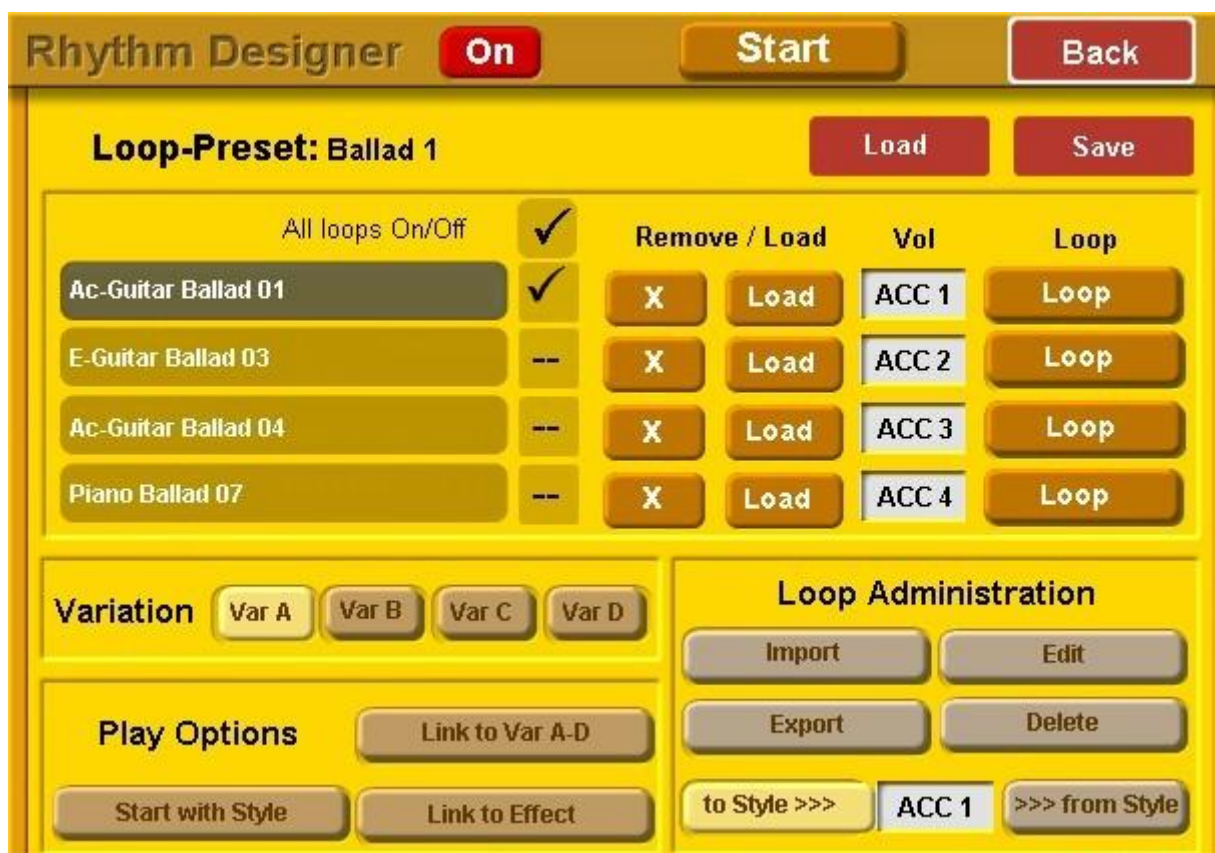 Rhythm Designer On Start Back
Loop-Preset: Ballad 1 Load Save
All loops On/Off Remove / Load Vol Loop
Ac-Guitar Ballad 01 X Load ACC 1 Loop
E-Guitar Ballad 03 -- X Load ACC 2 Loop
Ac-Guitar Ballad 04 -- X Load ACC 3 Loop
Piano Ballad 07 -- X Load ACC 4 Loop
Variation Var A Var B Var C Var D
Loop Administration
Import Edit
Export Delete
to Style >>> ACC 1 >>> from Style
Play Options Link to Var A-D
Start with Style Link to Effect